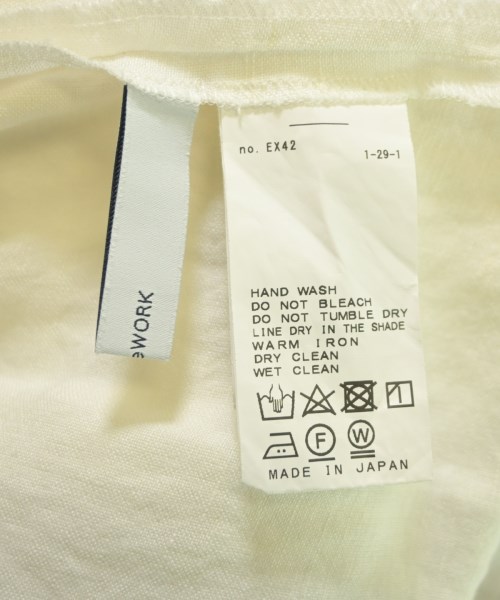 no. EX42
1-29-1
HAND WASH
DO NOT BLEACH
DO NOT TUMBLE DRY
LINE DRY IN THE SHADE
WARM IRON
DRY CLEAN
WET CLEAN
F
W
MADE IN JAPAN
WORK